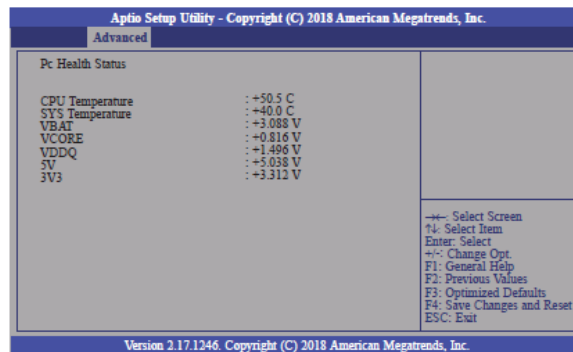 Aptio Setup Utility - Copyright (C) 2018 American Megatrends, Inc.
Advanced
Pc Health Status
CPU Temperature : +50.5 C
SYS Temperature : +40.0 C
VBAT : +3.088 V
VCORE : +0.816 V
VDDQ : +1.496 V
5V : +5.038 V
3V3 : +3.312 V
→←: Select Screen
↑↓: Select Item
Enter: Select
+/-: Change Opt.
F1: General Help
F2: Previous Values
F3: Optimized Defaults
F4: Save Changes and Reset
ESC: Exit
Version 2.17.1246. Copyright (C) 2018 American Megatrends, Inc.